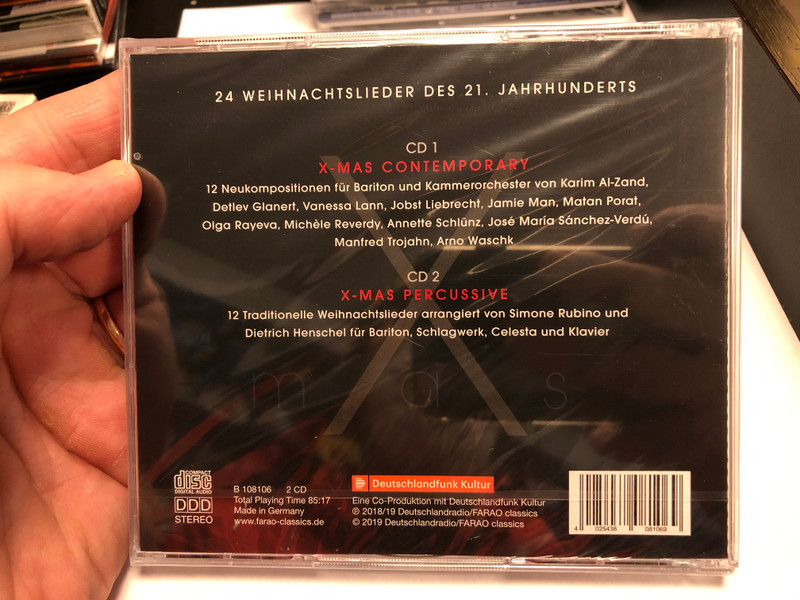 24 WEIHNACHTSLIEDER DES 21. JAHRHUNDERTS
CD 1
X-MAS CONTEMPORARY
12 Neukompositionen für Bariton und Kammerorchester von Karim Al-Zand,
Detlev Glanert, Vanessa Lann, Jobst Liebrecht, Jamie Man, Matan Porat,
Olga Rayeva, Michèle Reverdy, Annette Schlünz, José María Sánchez-Verdú,
Manfred Trojahn, Arno Waschk
CD 2
X-MAS PERCUSSIVE
12 Traditionelle Weihnachtslieder arrangiert von Simone Rubino und
Dietrich Henschel für Bariton, Schlagwerk, Celesta und Klavier
X
mas
COMPACT
disc
DIGITAL AUDIO
DDD
STEREO
B 108106 2 CD
Total Playing Time 85:17
Made in Germany
www.farao-classics.de
Deutschlandfunk Kultur
Eine Co-Produktion mit Deutschlandfunk Kultur
℗ 2018/19 Deutschlandradio/FARAO classics
© 2019 Deutschlandradio/FARAO classics
4 025438 081069